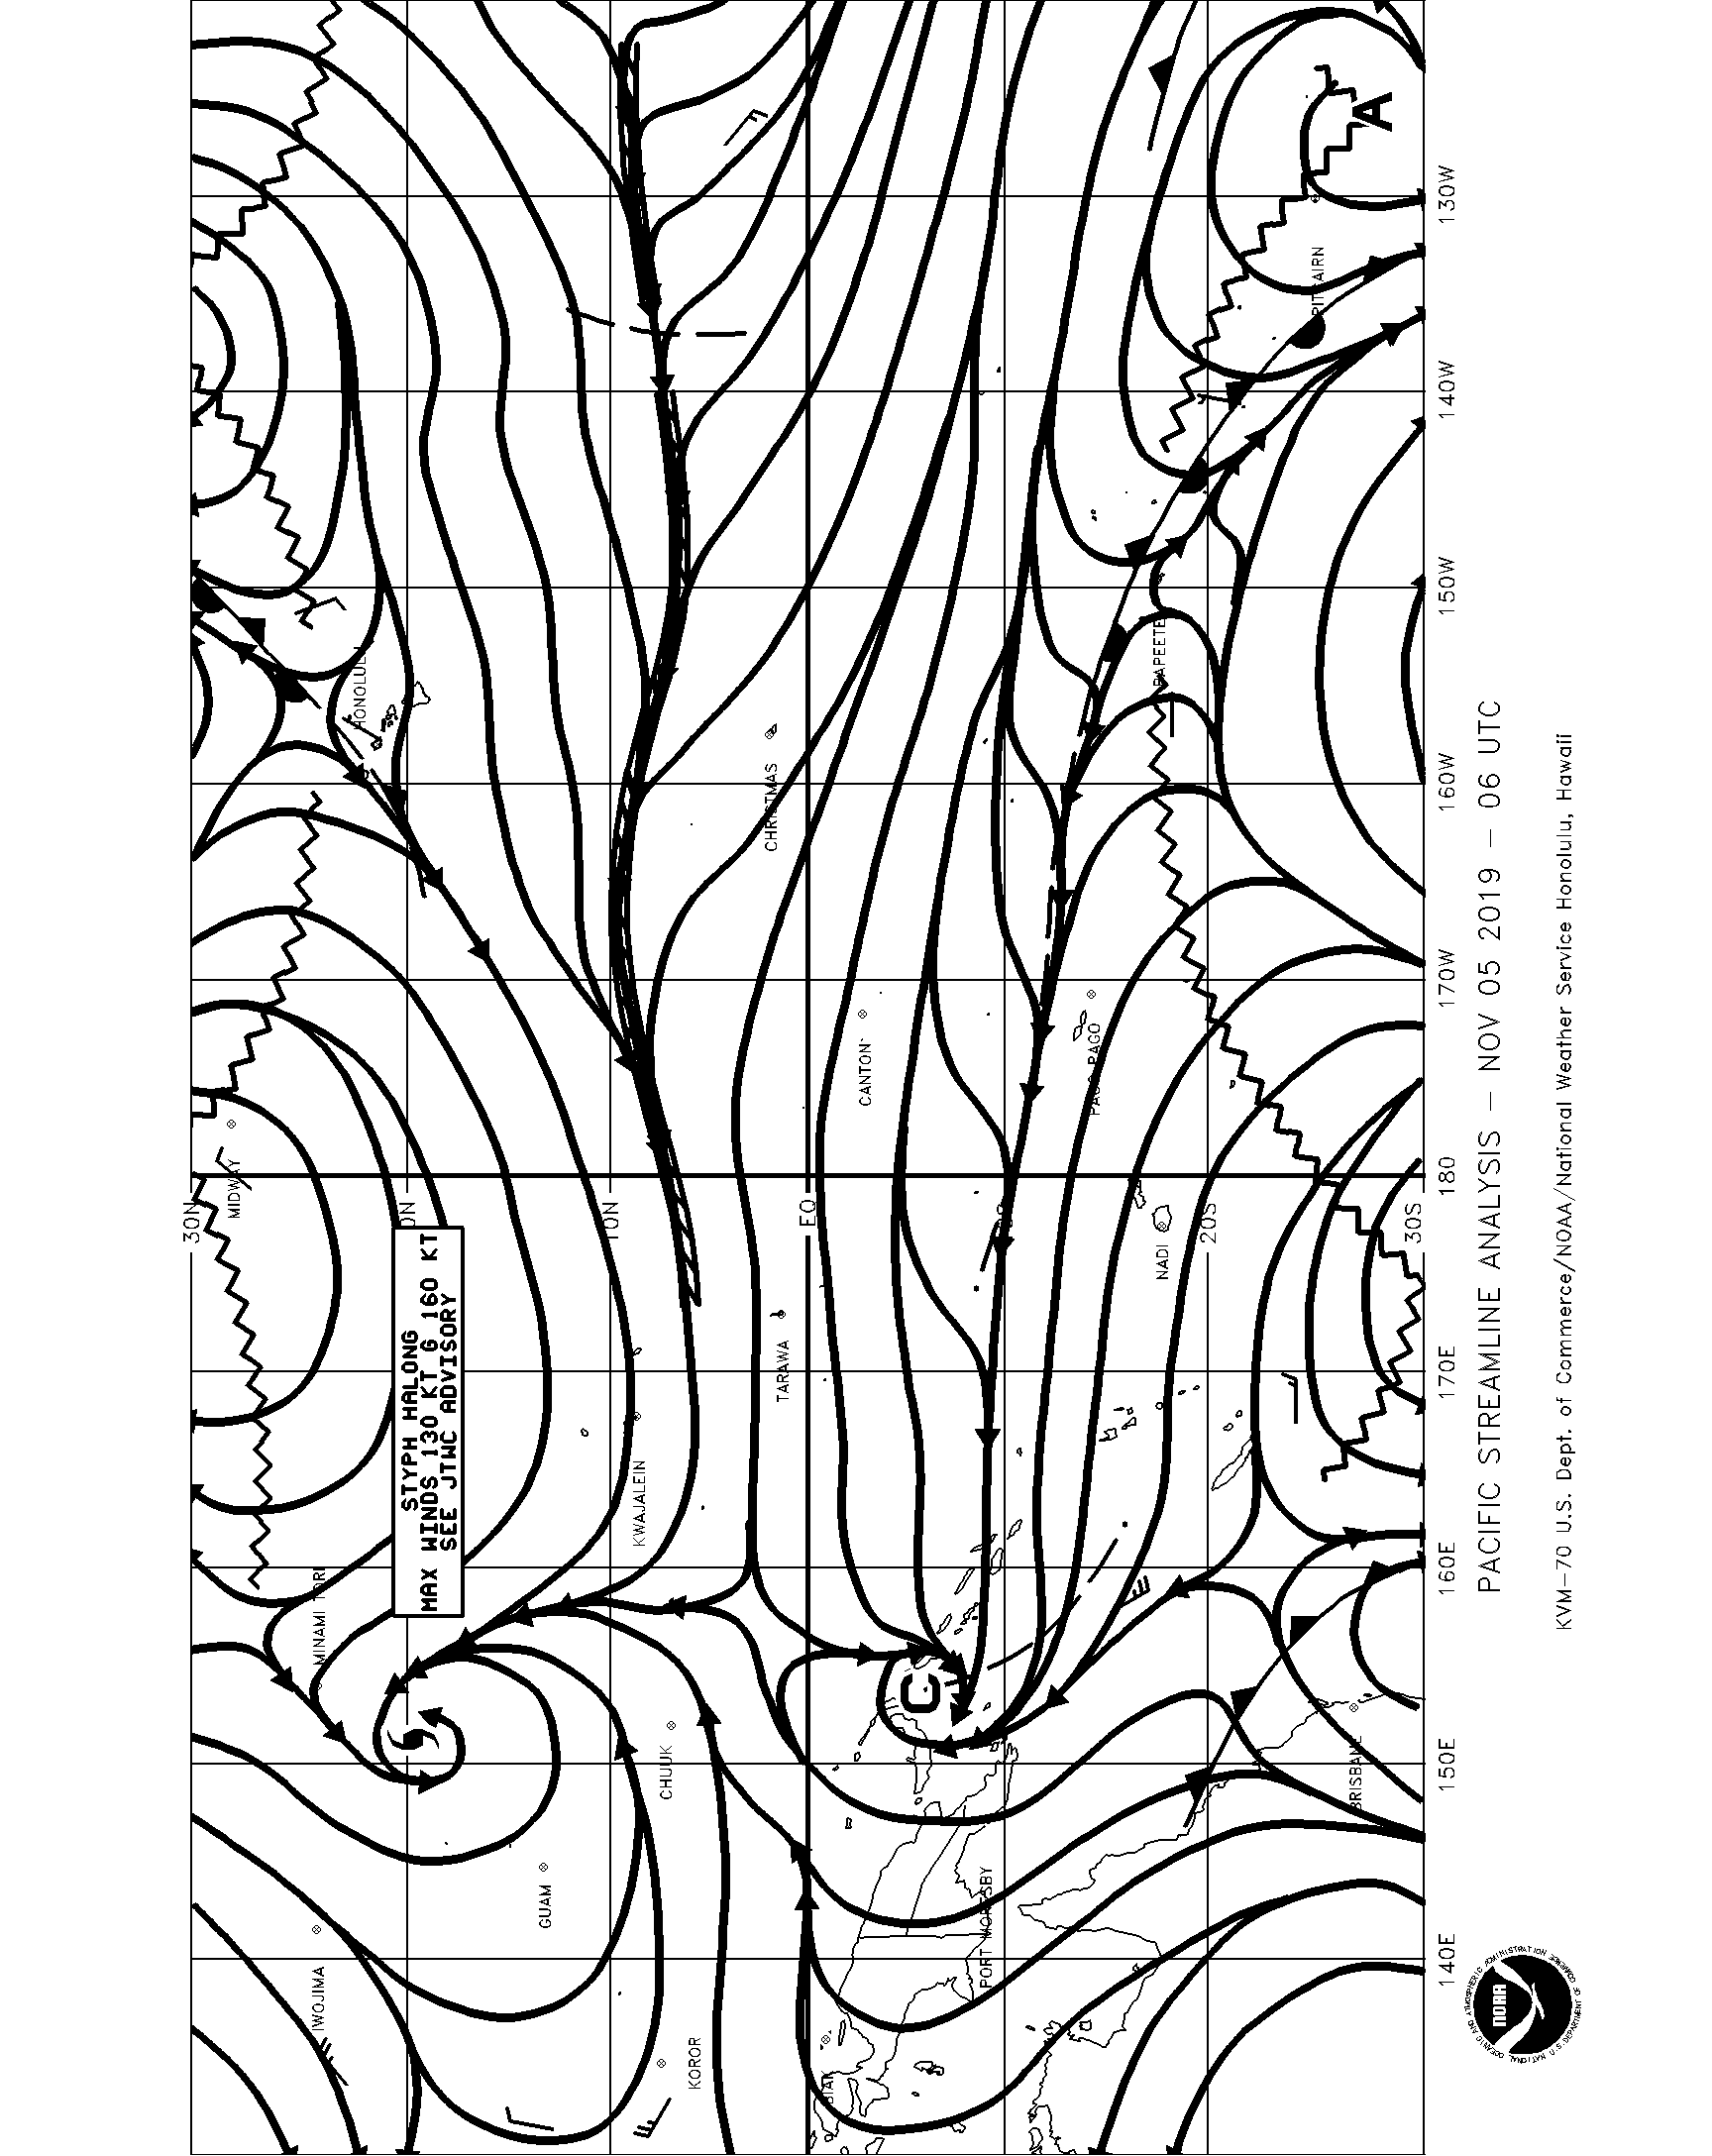 30N
MIDWAY
HONOLULU
MINAMI TORI
IWOJIMA
STYPH HALONG
MAX WINDS 130 KT G 160 KT
SEE JTWC ADVISORY
GUAM
10N
KWAJALEIN
CHUUK
KOROR
CHRISTMAS
TARAWA
EQ
BIAK
CANTON
C
PORT MORESBY
PAGO PAGO
PAPEETE
NADI
20S
PITCAIRN
BRISBANE
A
30S
140E
150E
160E
170E
180
170W
160W
150W
140W
130W
PACIFIC STREAMLINE ANALYSIS – NOV 05 2019 – 06 UTC
KVM–70 U.S. Dept. of Commerce/NOAA/National Weather Service Honolulu, Hawaii
NOAA
NATIONAL OCEANIC AND ATMOSPHERIC ADMINISTRATION
U.S. DEPARTMENT OF COMMERCE